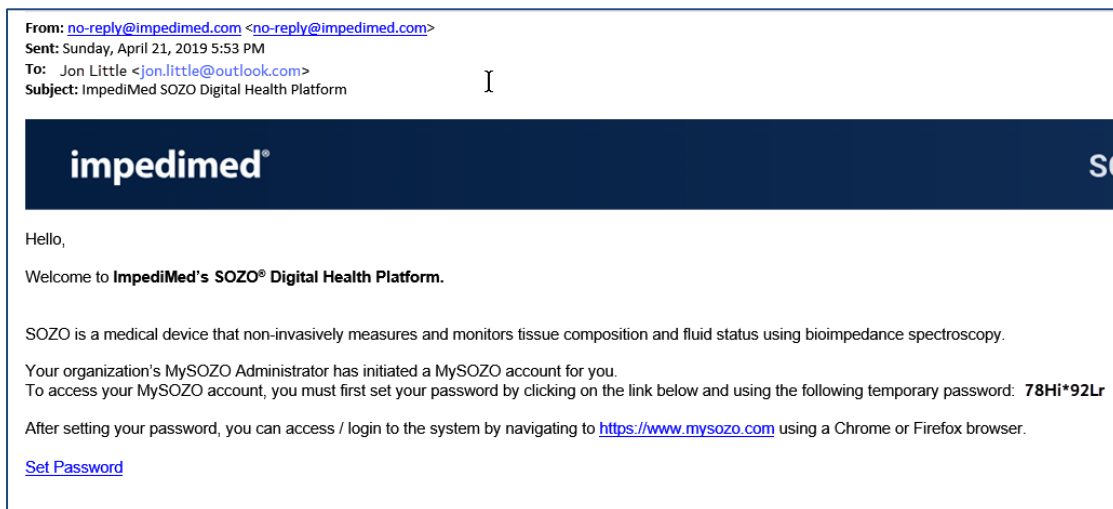 From: no-reply@impedimed.com <no-reply@impedimed.com>
Sent: Sunday, April 21, 2019 5:53 PM
To: Jon Little <jon.little@outlook.com>
Subject: ImpediMed SOZO Digital Health Platform
impedimed®
Hello,
Welcome to ImpediMed's SOZO® Digital Health Platform.
SOZO is a medical device that non-invasively measures and monitors tissue composition and fluid status using bioimpedance spectroscopy.
Your organization's MySOZO Administrator has initiated a MySOZO account for you.
To access your MySOZO account, you must first set your password by clicking on the link below and using the following temporary password: 78Hi*92Lr
After setting your password, you can access / login to the system by navigating to https://www.mysozo.com using a Chrome or Firefox browser.
Set Password